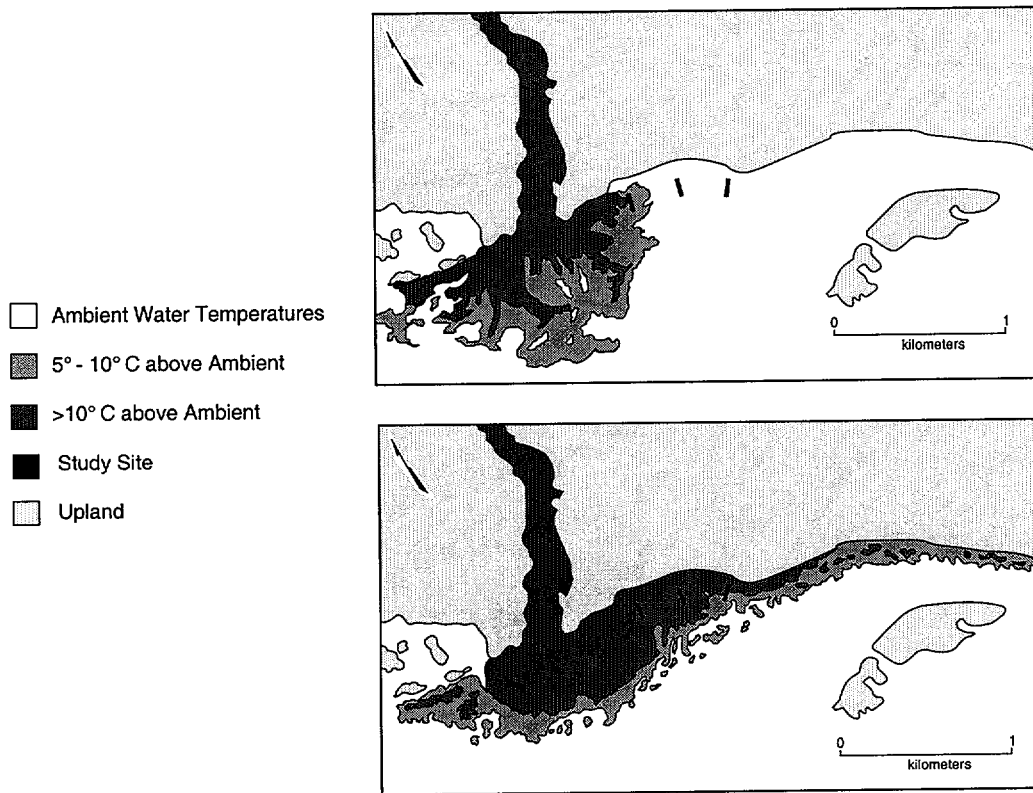 Ambient Water Temperatures
5° - 10° C above Ambient
>10° C above Ambient
Study Site
Upland
0 1
kilometers
0 1
kilometers